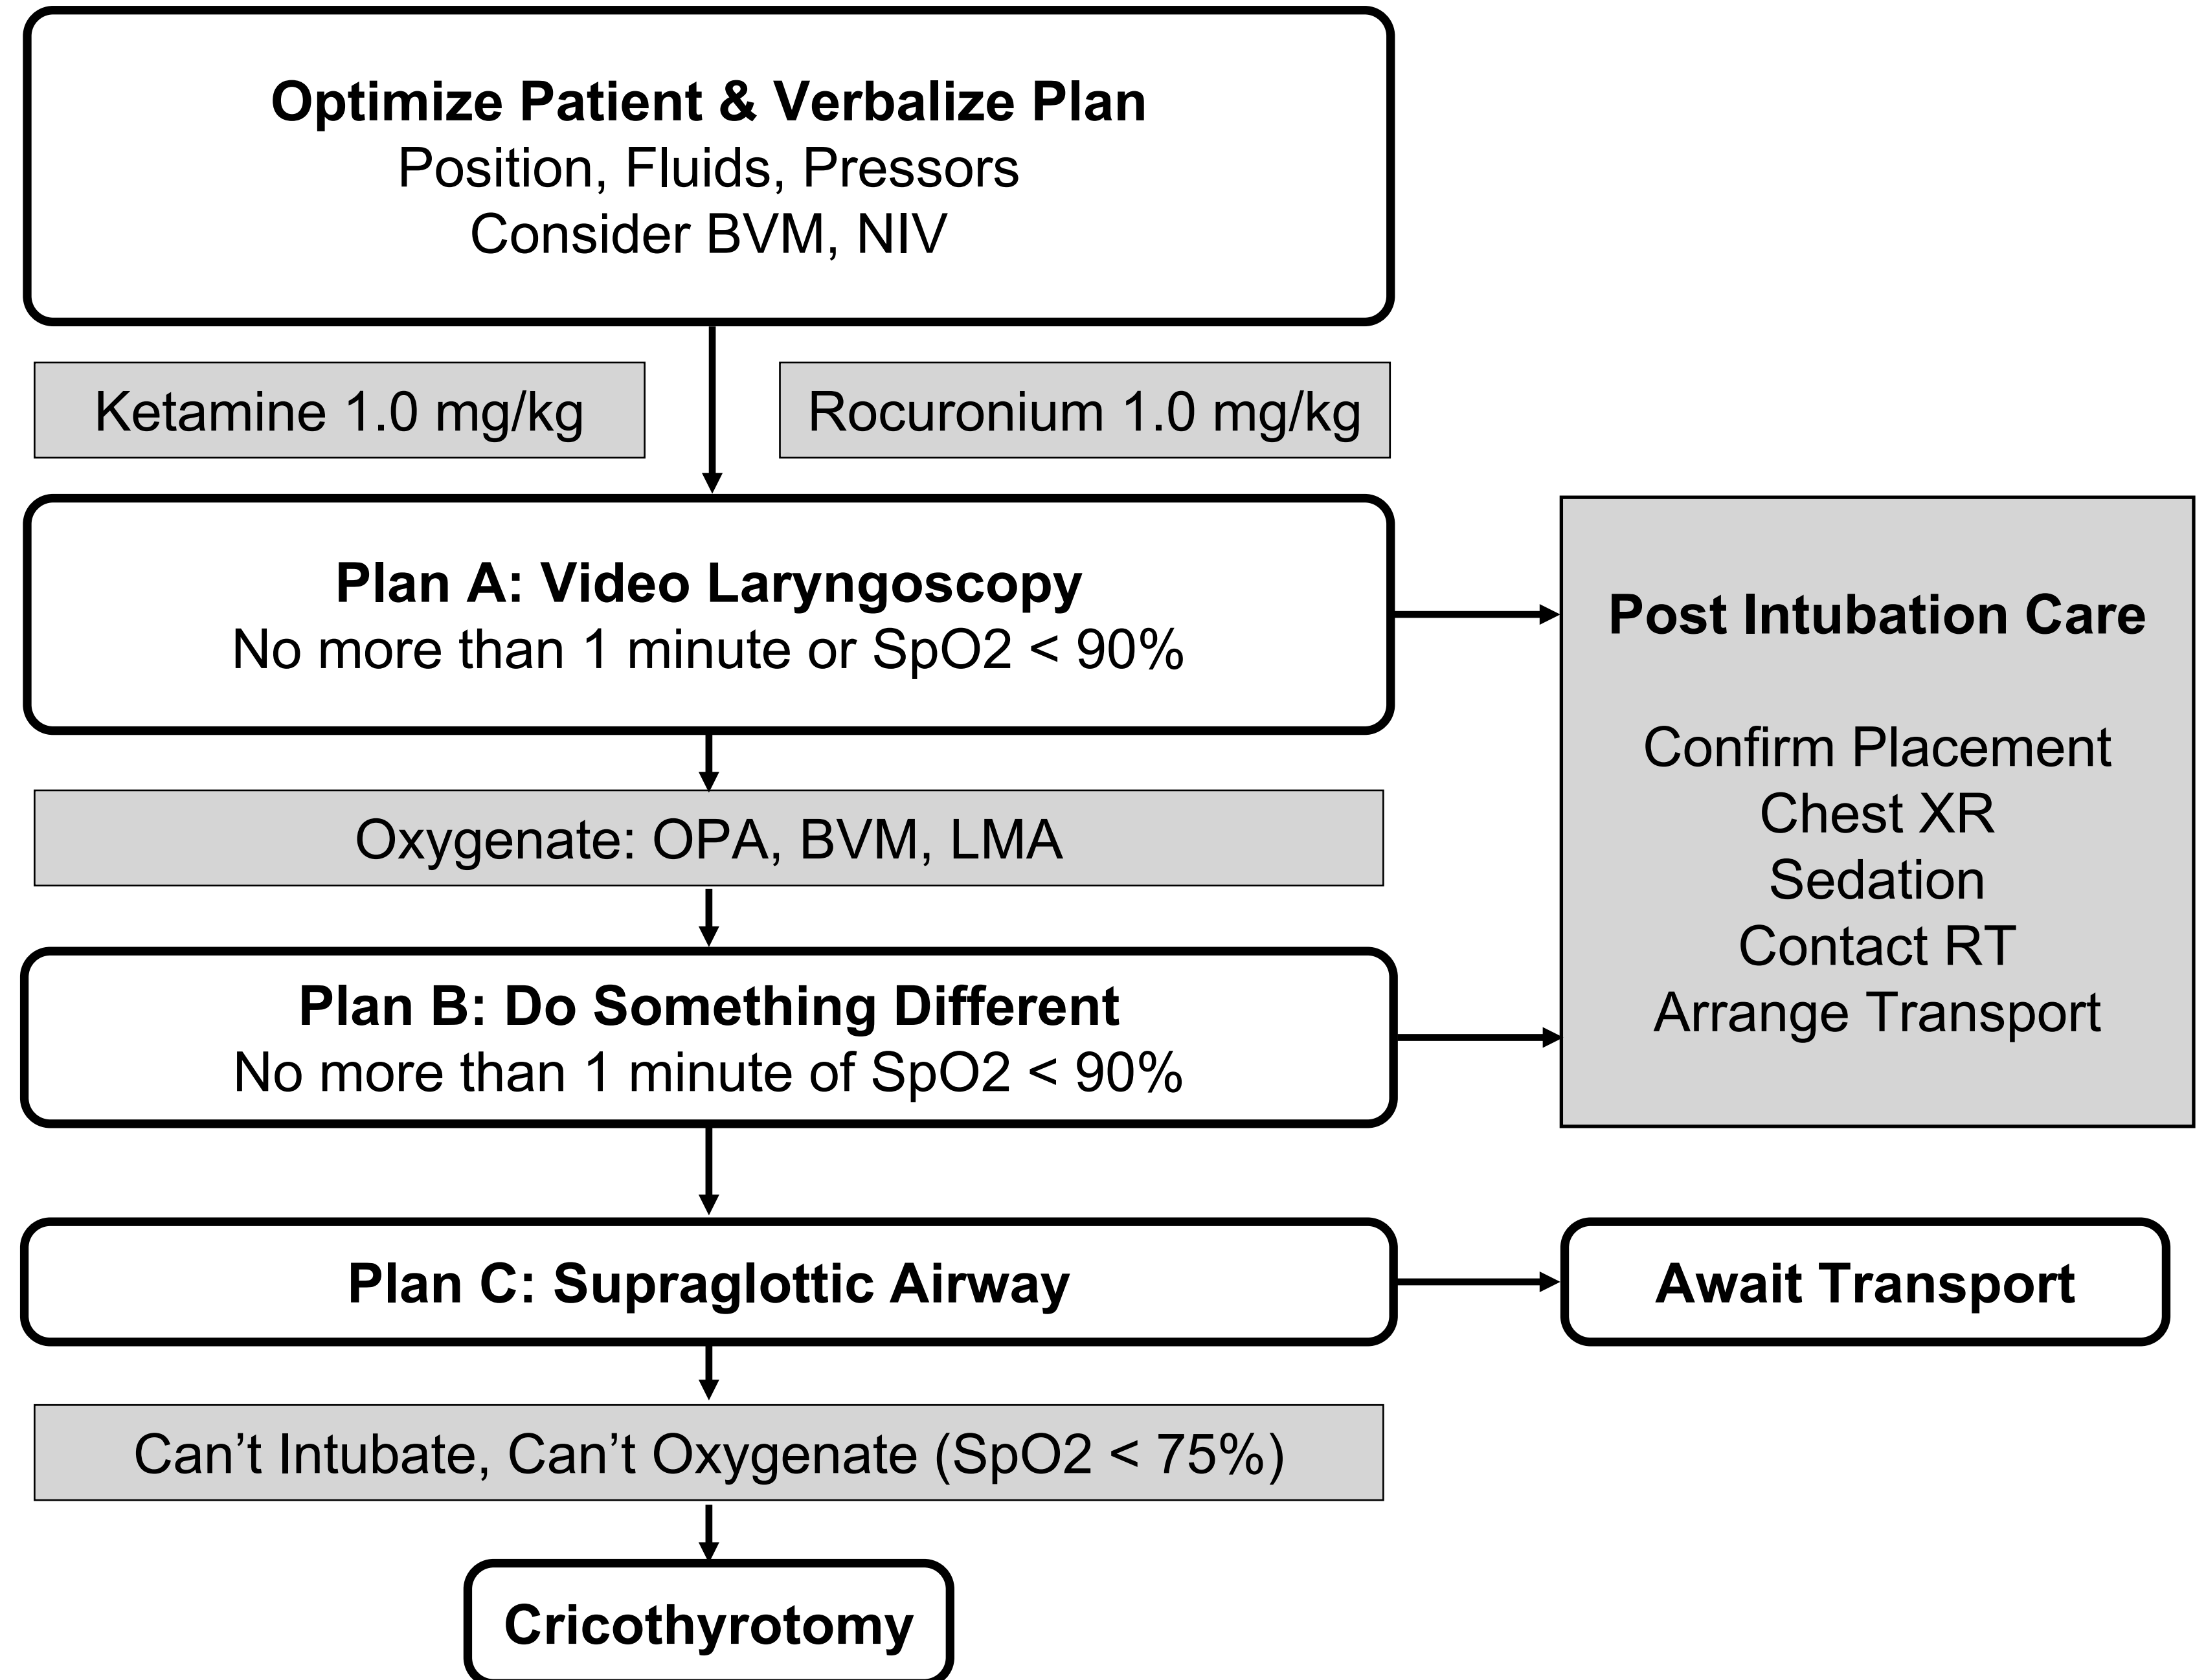 Optimize Patient & Verbalize Plan
Position, Fluids, Pressors
Consider BVM, NIV
Ketamine 1.0 mg/kg
Rocuronium 1.0 mg/kg
Plan A: Video Laryngoscopy
No more than 1 minute or SpO2 < 90%
Post Intubation Care
Confirm Placement
Chest XR
Sedation
Contact RT
Arrange Transport
Oxygenate: OPA, BVM, LMA
Plan B: Do Something Different
No more than 1 minute of SpO2 < 90%
Plan C: Supraglottic Airway
Await Transport
Can’t Intubate, Can’t Oxygenate (SpO2 < 75%)
Cricothyrotomy